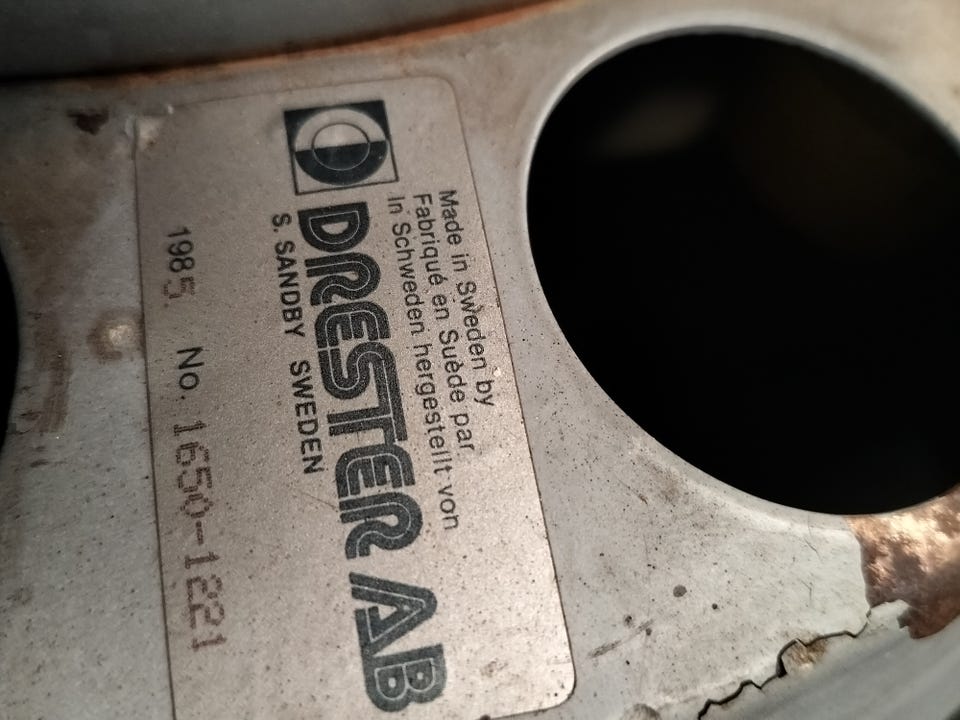 Made in Sweden by
Fabriqué en Suède par
In Schweden hergestellt von
DRESTER AB
S. SANDBY SWEDEN
1985 No. 1650-1221